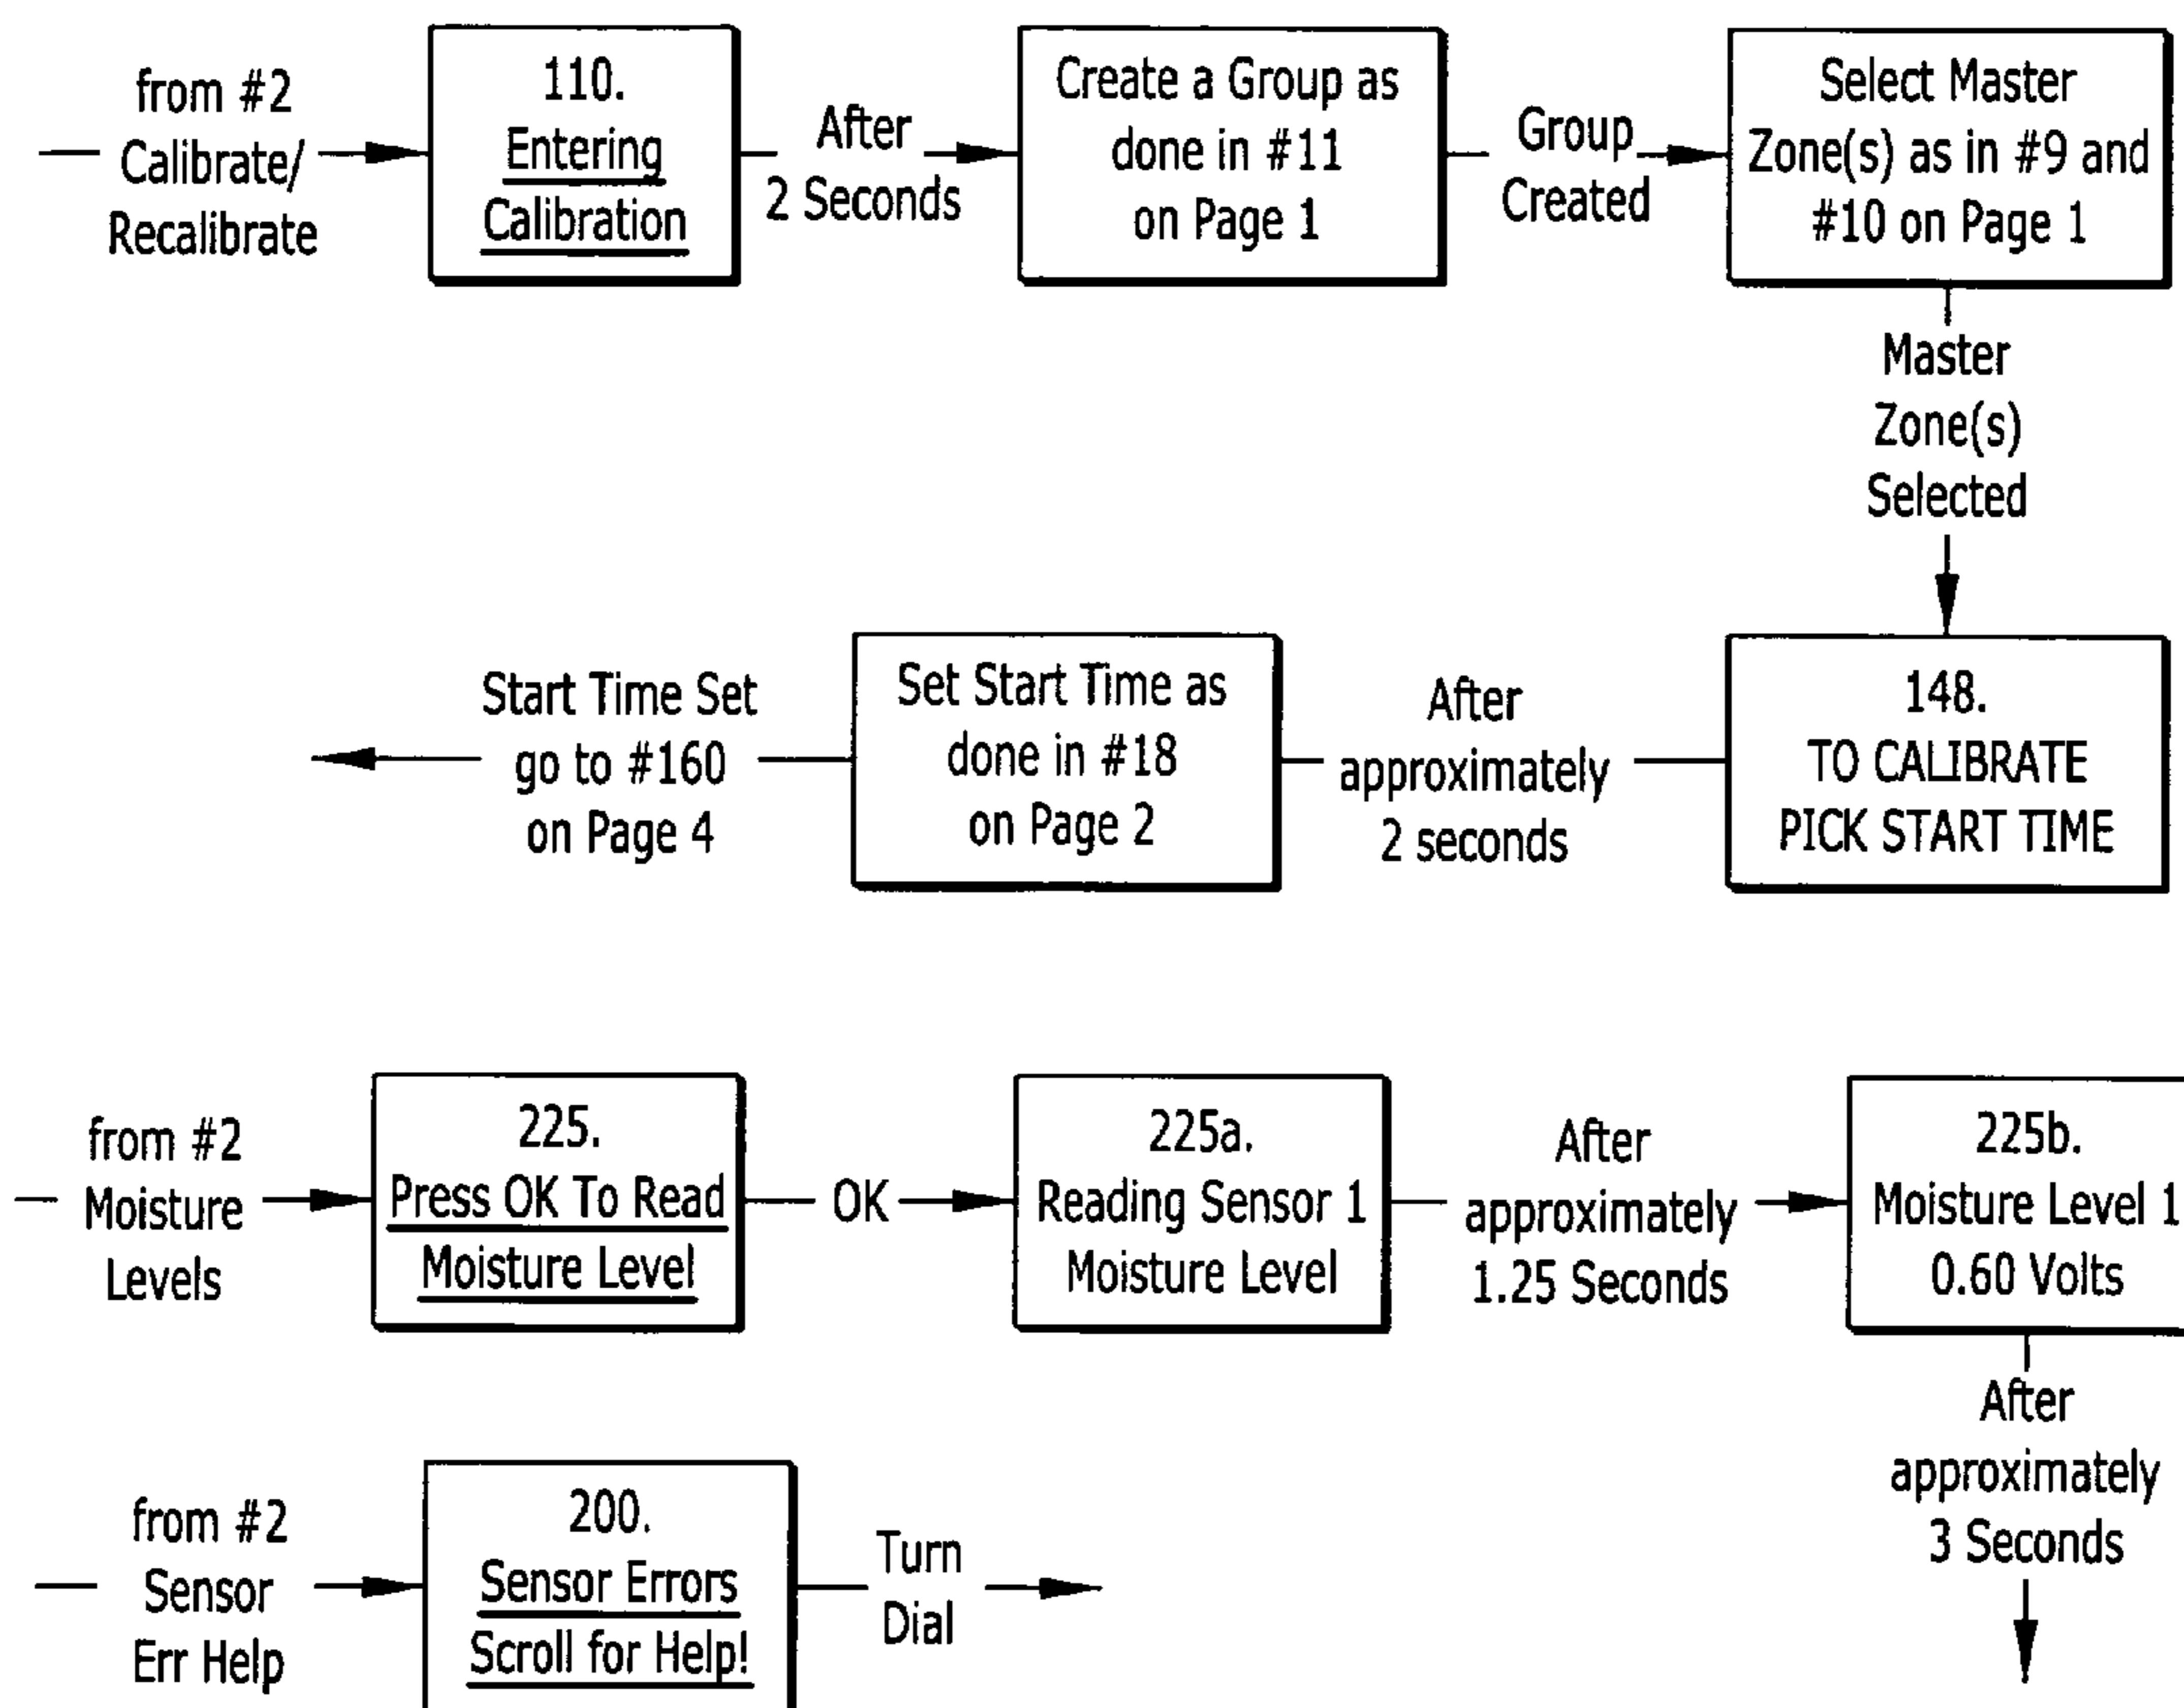 from #2
Calibrate/
Recalibrate
110.
Entering
Calibration
After
2 Seconds
Create a Group as
done in #11
on Page 1
Group
Created
Select Master
Zone(s) as in #9 and
#10 on Page 1
Master
Zone(s)
Selected
148.
TO CALIBRATE
PICK START TIME
After
approximately
2 seconds
Set Start Time as
done in #18
on Page 2
Start Time Set
go to #160
on Page 4
from #2
Moisture
Levels
225.
Press OK To Read
Moisture Level
OK
225a.
Reading Sensor 1
Moisture Level
After
approximately
1.25 Seconds
225b.
Moisture Level 1
0.60 Volts
After
approximately
3 Seconds
from #2
Sensor
Err Help
200.
Sensor Errors
Scroll for Help!
Turn
Dial